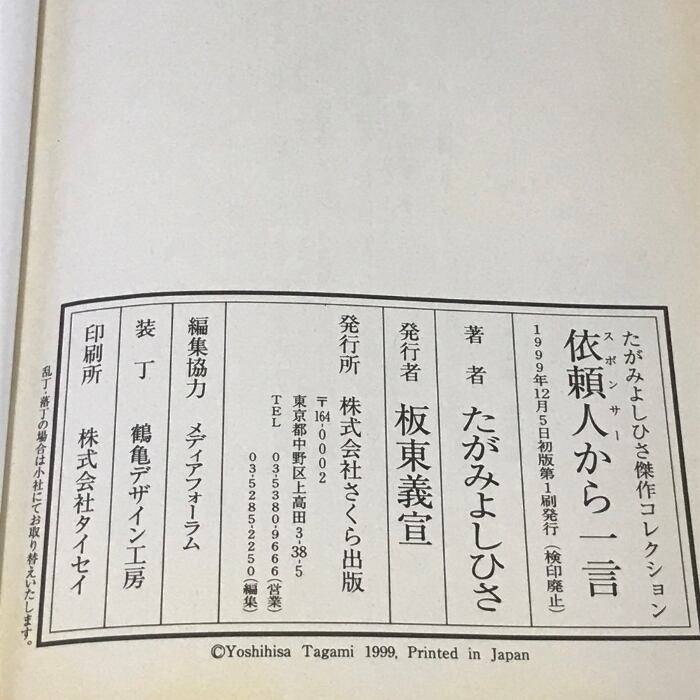 たがみよしひさ傑作コレクション
スポンサー
依頼人から一言
1999年12月5日初版第1刷発行(検印廃止)
著者 たがみよしひさ
発行者 板東義宣
発行所 株式会社さくら出版
〒164-0002
東京都中野区上高田3-38-5
TEL 03-5380-9666(営業)
03-5285-2250(編集)
編集協力 メディアフォーラム
装丁 鶴亀デザイン工房
印刷所 株式会社タイセイ
乱丁・落丁の場合は小社にてお取り替えいたします。
©Yoshihisa Tagami 1999, Printed in Japan